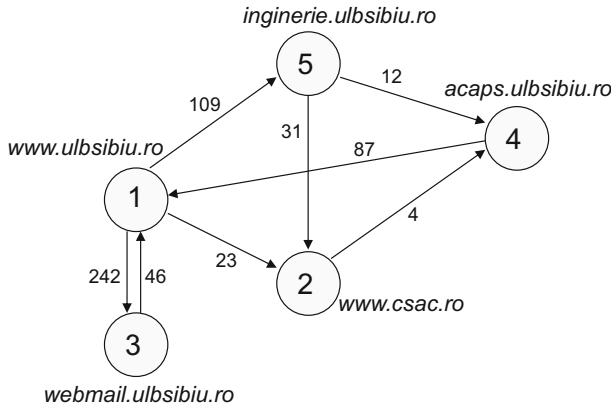 inginerie.ulbsibiu.ro
5
12
acaps.ulbsibiu.ro
109
31
4
www.ulbsibiu.ro
87
1
4
23
242
46
2
www.csac.ro
3
webmail.ulbsibiu.ro